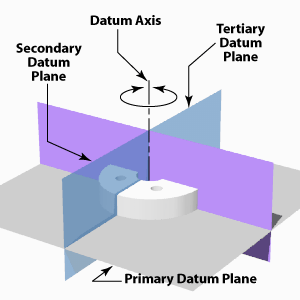 Datum Axis
Tertiary
Datum
Plane
Secondary
Datum
Plane
Primary Datum Plane